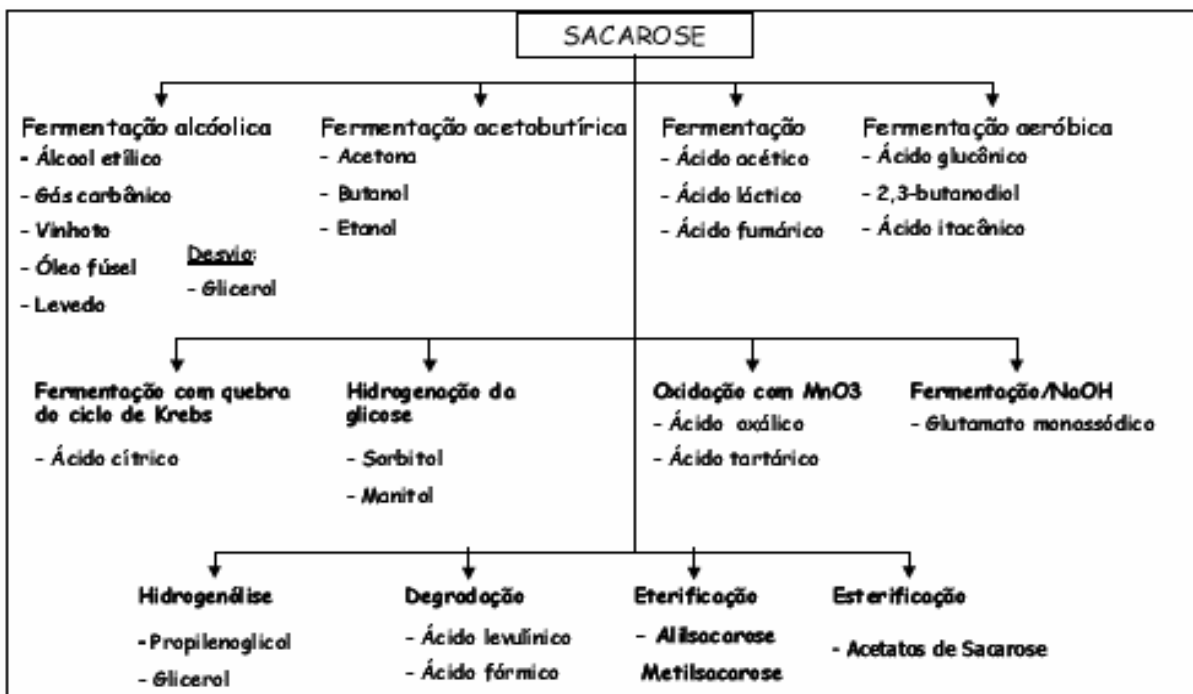 SACAROSE
Fermentação alcóolica
- Álcool etílico
- Gás carbônico
- Vinhoto
- Óleo fúsel
- Levedo
Desvio:
- Glicerol
Fermentação acetobutírica
- Acetona
- Butanol
- Etanol
Fermentação
- Ácido acético
- Ácido láctico
- Ácido fumárico
Fermentação aeróbica
- Ácido glucônico
- 2,3-butanodiol
- Ácido itacônico
Fermentação com quebra
do ciclo de Krebs
- Ácido cítrico
Hidrogenação da
glicose
- Sorbitol
- Manitol
Oxidação com MnO3
- Ácido oxálico
- Ácido tartárico
Fermentação/NaOH
- Glutamato monossódico
Hidrogenólise
- Propilenoglicol
- Glicerol
Degradação
- Ácido levulínico
- Ácido fórmico
Eterificação
- Alilsacarose
Metilsacarose
Esterificação
- Acetatos de Sacarose